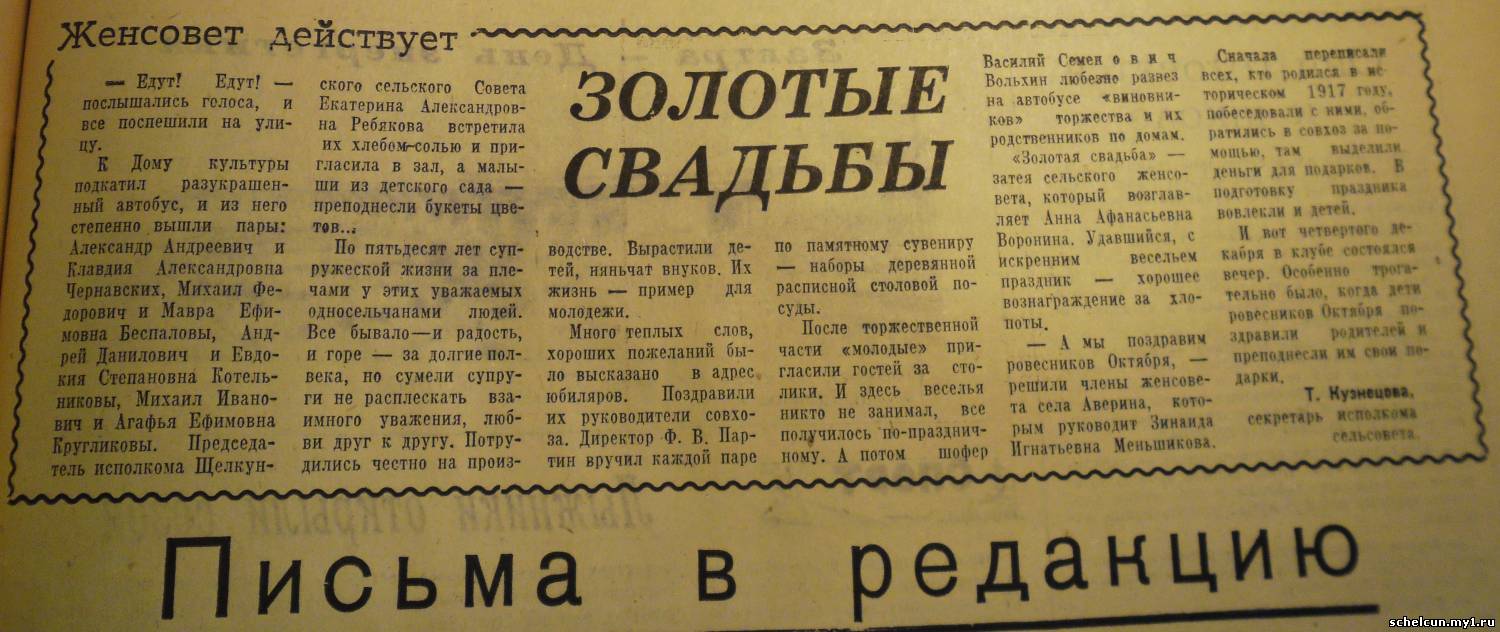 Женсовет действует
ЗОЛОТЫЕ
СВАДЬБЫ
— Едут! Едут! —
послышались голоса, и
все поспешили на ули-
цу.
К Дому культуры
подкатил разукрашен-
ный автобус, и из него
степенно вышли пары:
Александр Андреевич и
Клавдия Александровна
Чернавских, Михаил Фе-
дорович и Мавра Ефи-
мовна Беспаловы, Анд-
рей Данилович и Евдо-
кия Степановна Котель-
никовы, Михаил Ивано-
вич и Агафья Ефимовна
Кругликовы. Председа-
тель исполкома Щелкун-
ского сельского Совета
Екатерина Александров-
на Ребякова встретила
их хлебом-солью и при-
гласила в зал, а малы-
ши из детского сада —
преподнесли букеты цве-
тов...
По пятьдесят лет суп-
ружеской жизни за пле-
чами у этих уважаемых
односельчанами людей.
Все бывало—и радость,
и горе — за долгие пол-
века, но сумели супру-
ги не расплескать вза-
имного уважения, люб-
ви друг к другу. Потру-
дились честно на произ-
водстве. Вырастили де-
тей, няньчат внуков. Их
жизнь — пример для
молодежи.
Много теплых слов,
хороших пожеланий бы-
ло высказано в адрес
юбиляров. Поздравили
их руководители совхо-
за. Директор Ф. В. Пар-
тин вручил каждой паре
по памятному сувениру
— наборы деревянной
расписной столовой по-
суды.
После торжественной
части «молодые» при-
гласили гостей за сто-
лики. И здесь веселья
никто не занимал, все
получилось по-празднич-
ному. А потом шофер
Василий Семенович
Вольхин любезно развез
на автобусе «виновни-
ков» торжества и их
родственников по домам.
«Золотая свадьба» —
затея сельского женсо-
вета, который возглав-
ляет Анна Афанасьевна
Воронина. Удавшийся, с
искренним весельем
праздник — хорошее
вознаграждение за хло-
поты.
— А мы поздравим
ровесников Октября, —
решили члены женсове-
та села Аверина, кото-
рым руководит Зинаида
Игнатьевна Меньшикова.
Сначала переписали
всех, кто родился в ис-
торическом 1917 году,
побеседовали с ними, об-
ратились в совхоз за по-
мощью, там выделили
деньги для подарков. В
подготовку праздника
вовлекли и детей.
И вот четвертого де-
кабря в клубе состоялся
вечер. Особенно трога-
тельно было, когда дети
ровесников Октября по-
здравили родителей и
преподнесли им свои по-
дарки.
Т. Кузнецова,
секретарь исполкома
сельсовета.
Письма в редакцию
schelcun.my1.ru